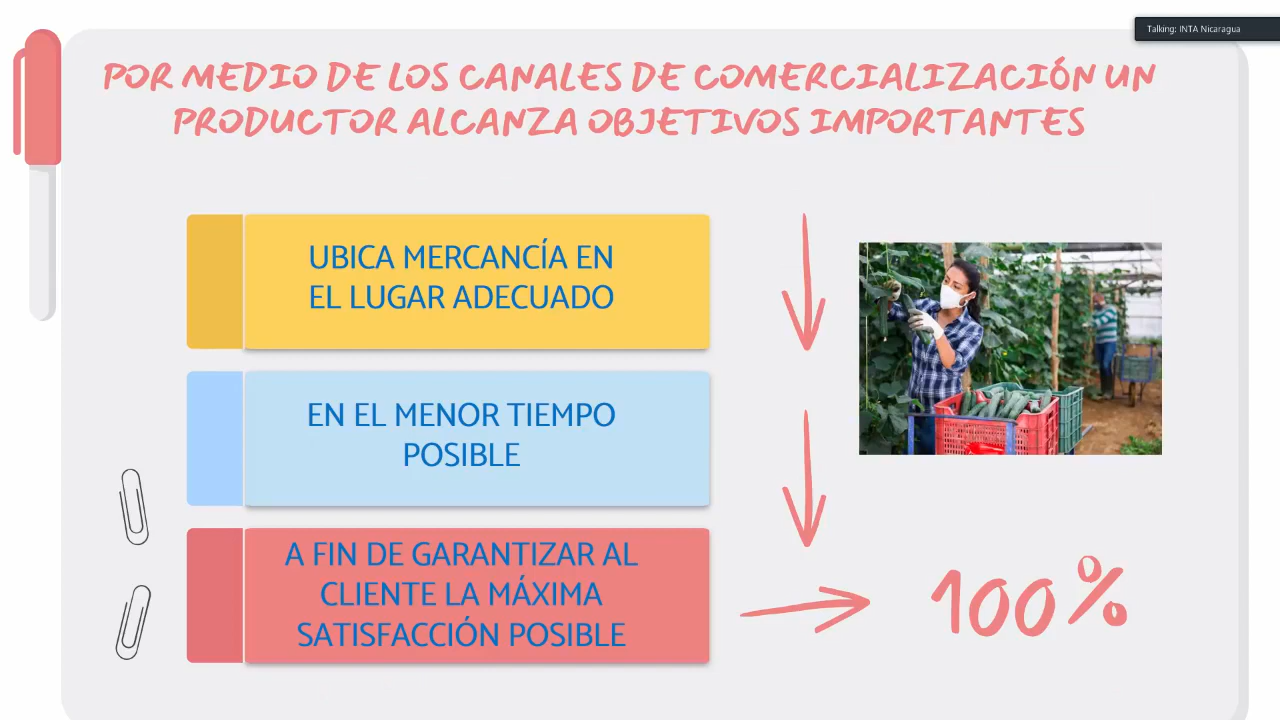 Talking: INTA Nicaragua
POR MEDIO DE LOS CANALES DE COMERCIALIZACIÓN UN
PRODUCTOR ALCANZA OBJETIVOS IMPORTANTES
UBICA MERCANCÍA EN
EL LUGAR ADECUADO
EN EL MENOR TIEMPO
POSIBLE
A FIN DE GARANTIZAR AL
CLIENTE LA MÁXIMA
SATISFACCIÓN POSIBLE
100%